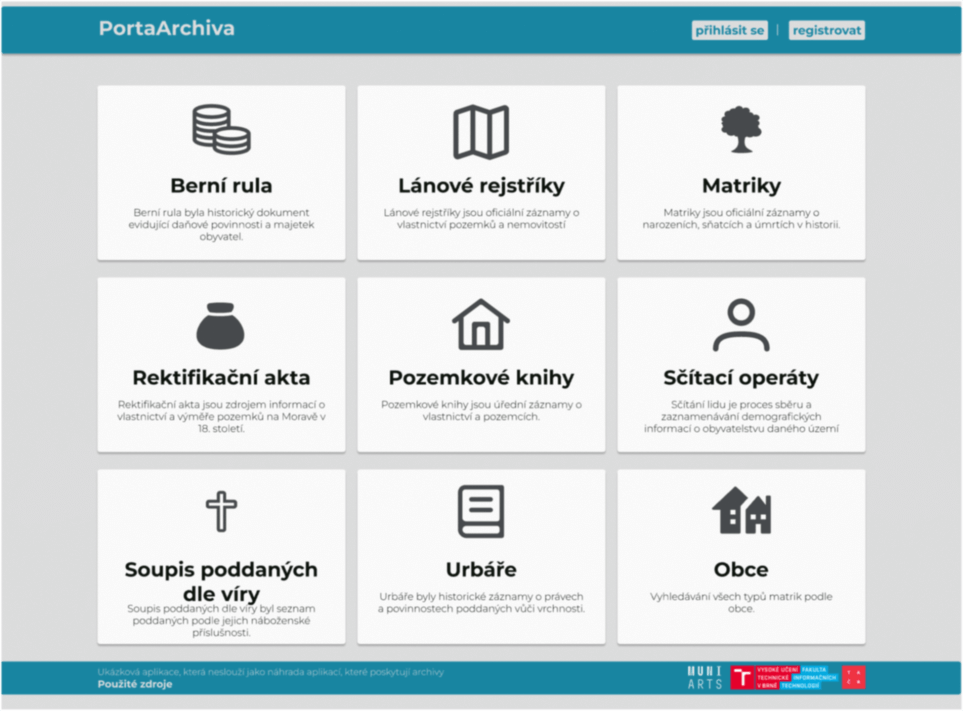 PortaArchiva
přihlásit se | registrovat
Berní rula
Berní rula byla historický dokument
evidující daňové povinnosti a majetek
obyvatel.
Lánové rejstříky
Lánové rejstříky jsou oficiální záznamy o
vlastnictví pozemků a nemovitostí
Matriky
Matriky jsou oficiální záznamy o
narozeních, sňatcích a úmrtích v historii.
Rektifikační akta
Rektifikační akta jsou zdrojem informací o
vlastnictví a výměře pozemků na Moravě v
18. století.
Pozemkové knihy
Pozemkové knihy jsou úřední záznamy o
vlastnictví a pozemcích.
Sčítací operáty
Sčítání lidu je proces sběru a
zaznamenávání demografických
informací o obyvatelstvu daného území
Soupis poddaných
dle víry
Soupis poddaných dle víry byl seznam
poddaných podle jejich náboženské
příslušnosti.
Urbáře
Urbáře byly historické záznamy o právech
a povinnostech poddaných vůči vrchnosti.
Obce
Vyhledávání všech typů matrik podle
obce.
Ukázková aplikace, která neslouží jako náhrada aplikací, které poskytují archivy
Použité zdroje
MUNI
ARTS
VYSOKÉ UČENÍ FAKULTA
TECHNICKÉ INFORMAČNÍCH
V BRNĚ TECHNOLOGIÍ
T A
Č R